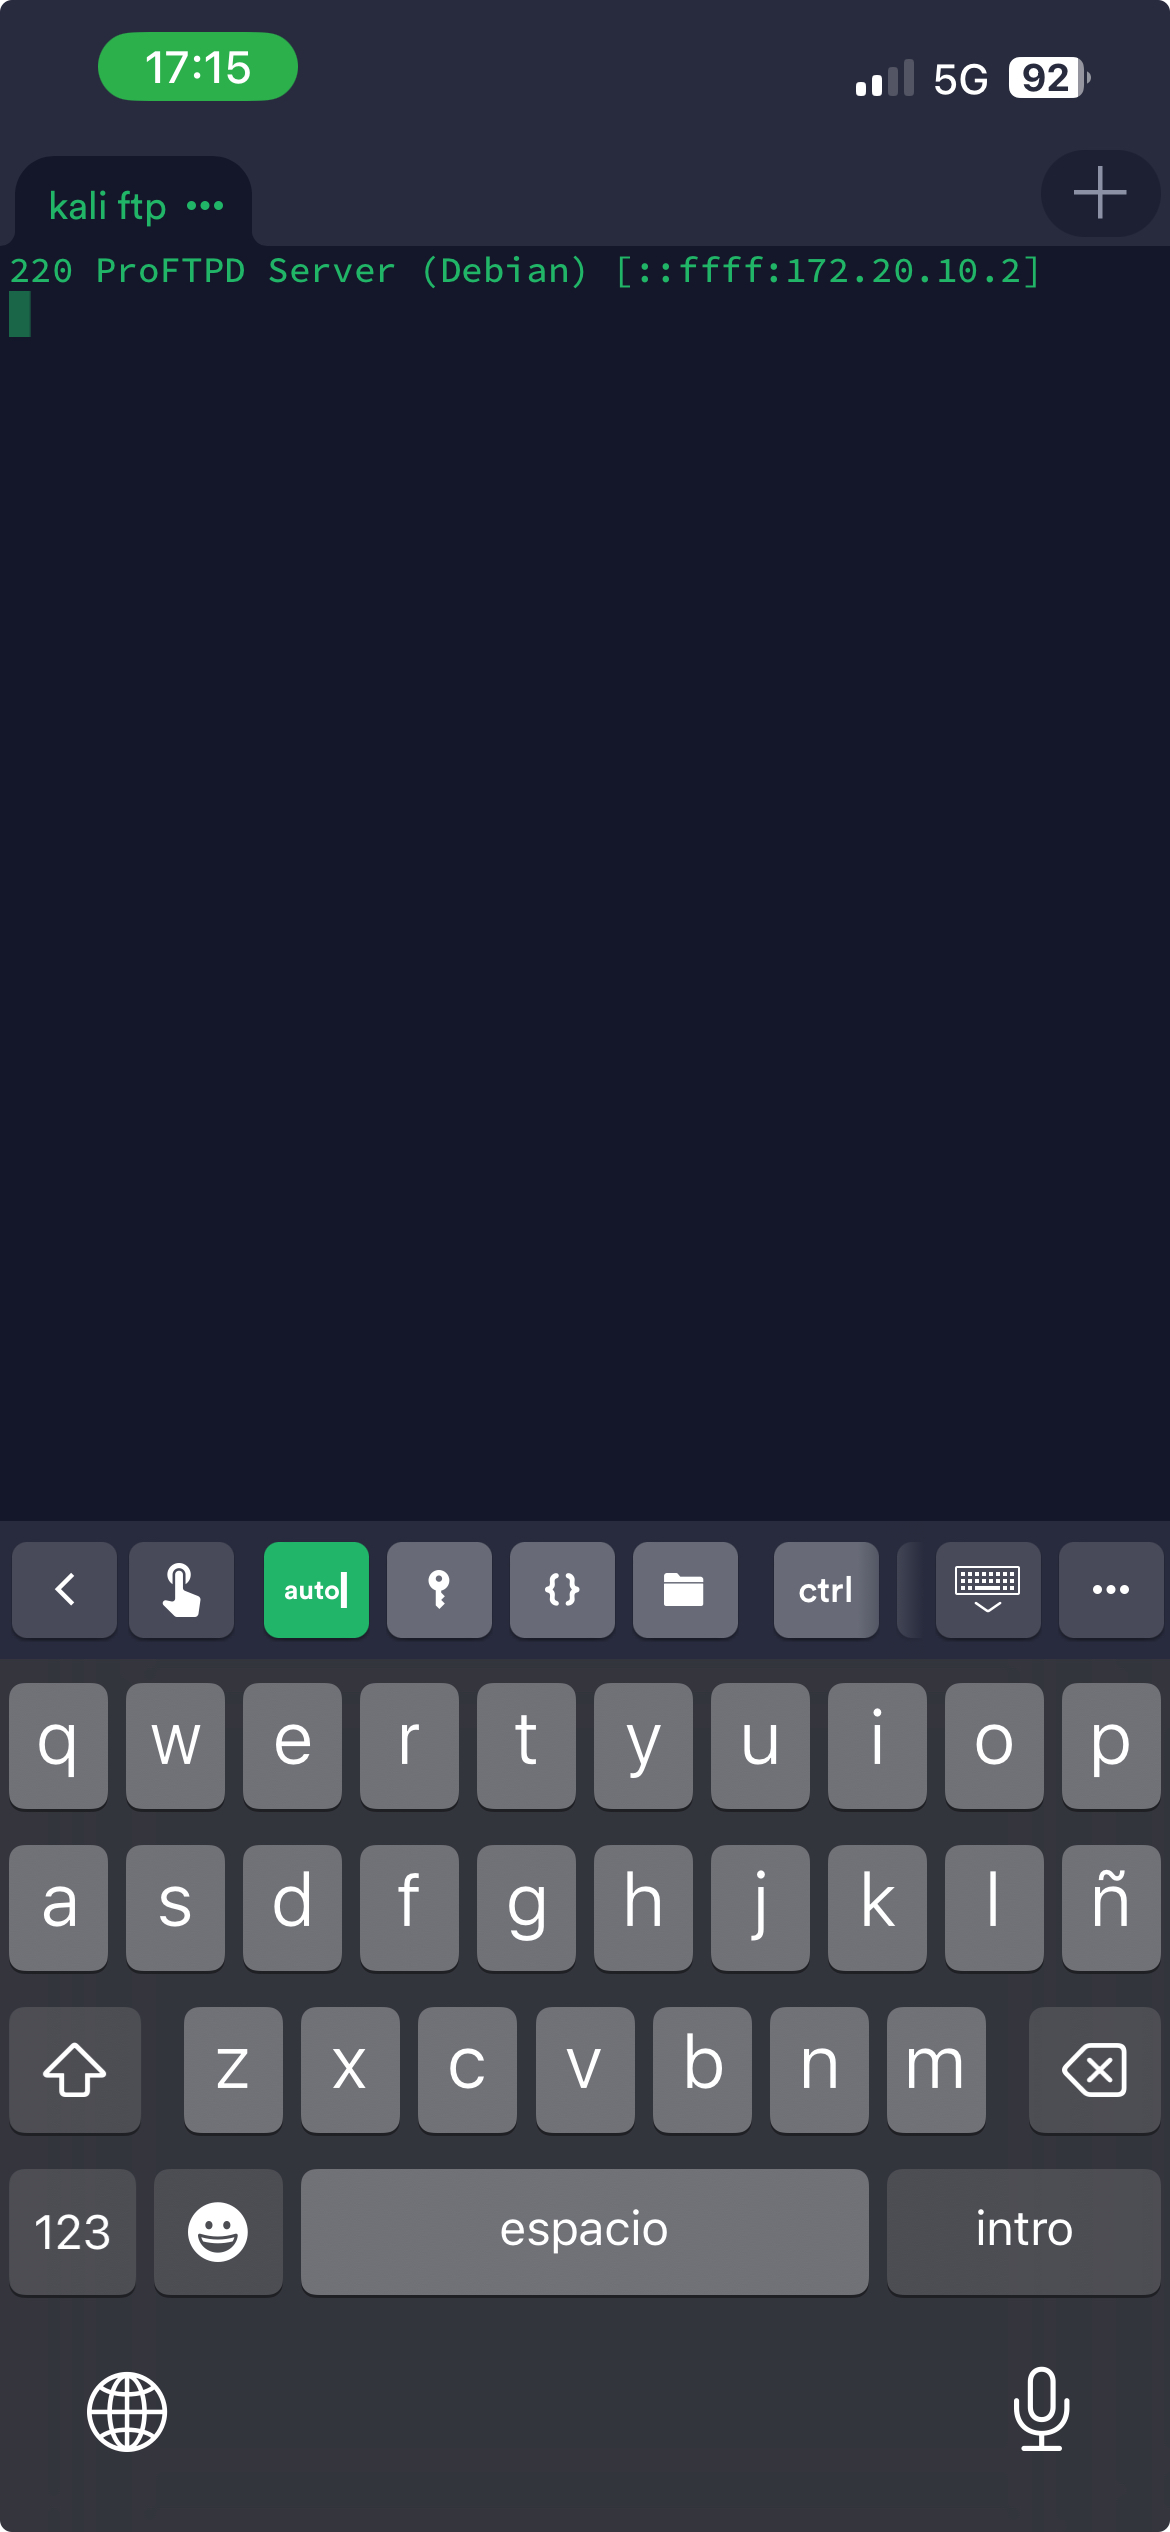 17:15
5G 92
kali ftp •••
220 ProFTPD Server (Debian) [::ffff:172.20.10.2]
auto
{}
ctrl
q w e r t y u i o p
a s d f g h j k l ñ
z x c v b n m
123 espacio intro